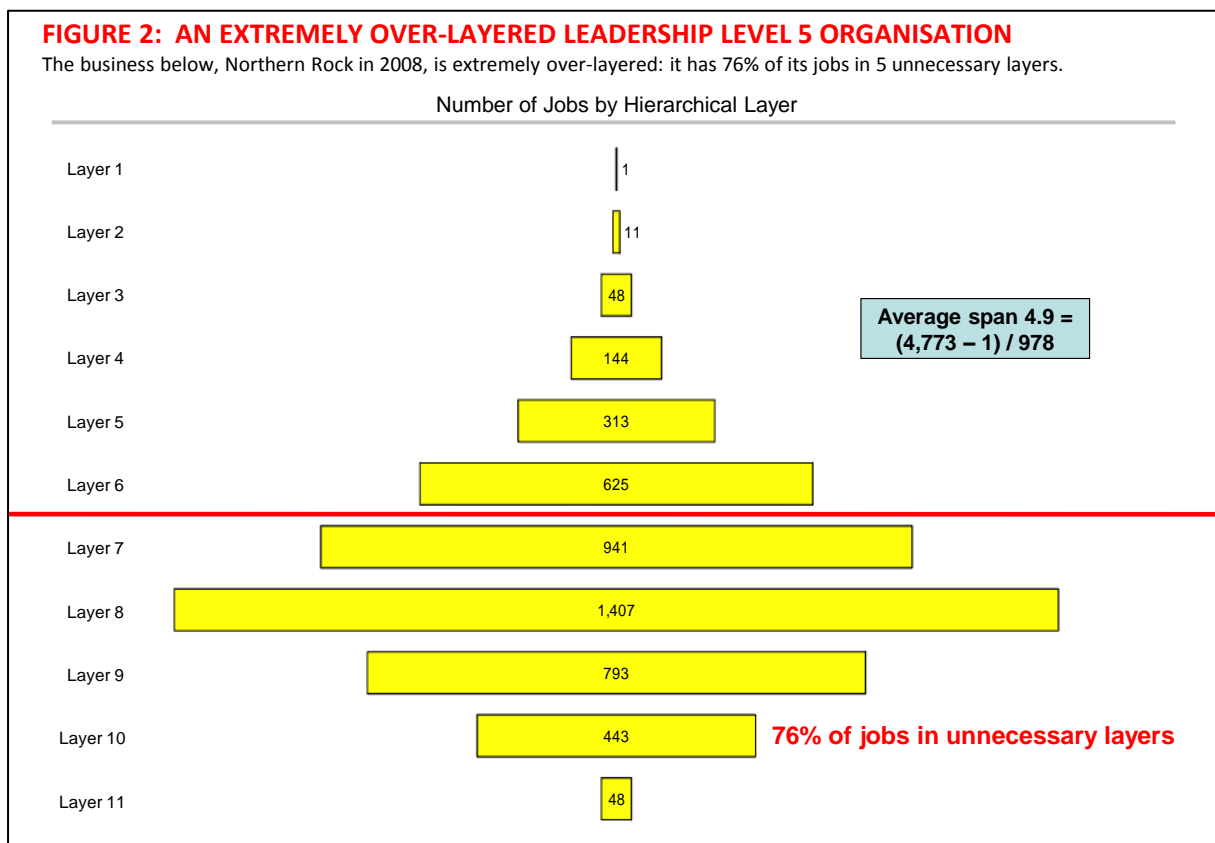 FIGURE 2: AN EXTREMELY OVER-LAYERED LEADERSHIP LEVEL 5 ORGANISATION
The business below, Northern Rock in 2008, is extremely over-layered: it has 76% of its jobs in 5 unnecessary layers.
Number of Jobs by Hierarchical Layer
Layer 1 1
Layer 2 11
Layer 3 48
Average span 4.9 =
(4,773 – 1) / 978
Layer 4 144
Layer 5 313
Layer 6 625
Layer 7 941
Layer 8 1,407
Layer 9 793
Layer 10 443 76% of jobs in unnecessary layers
Layer 11 48